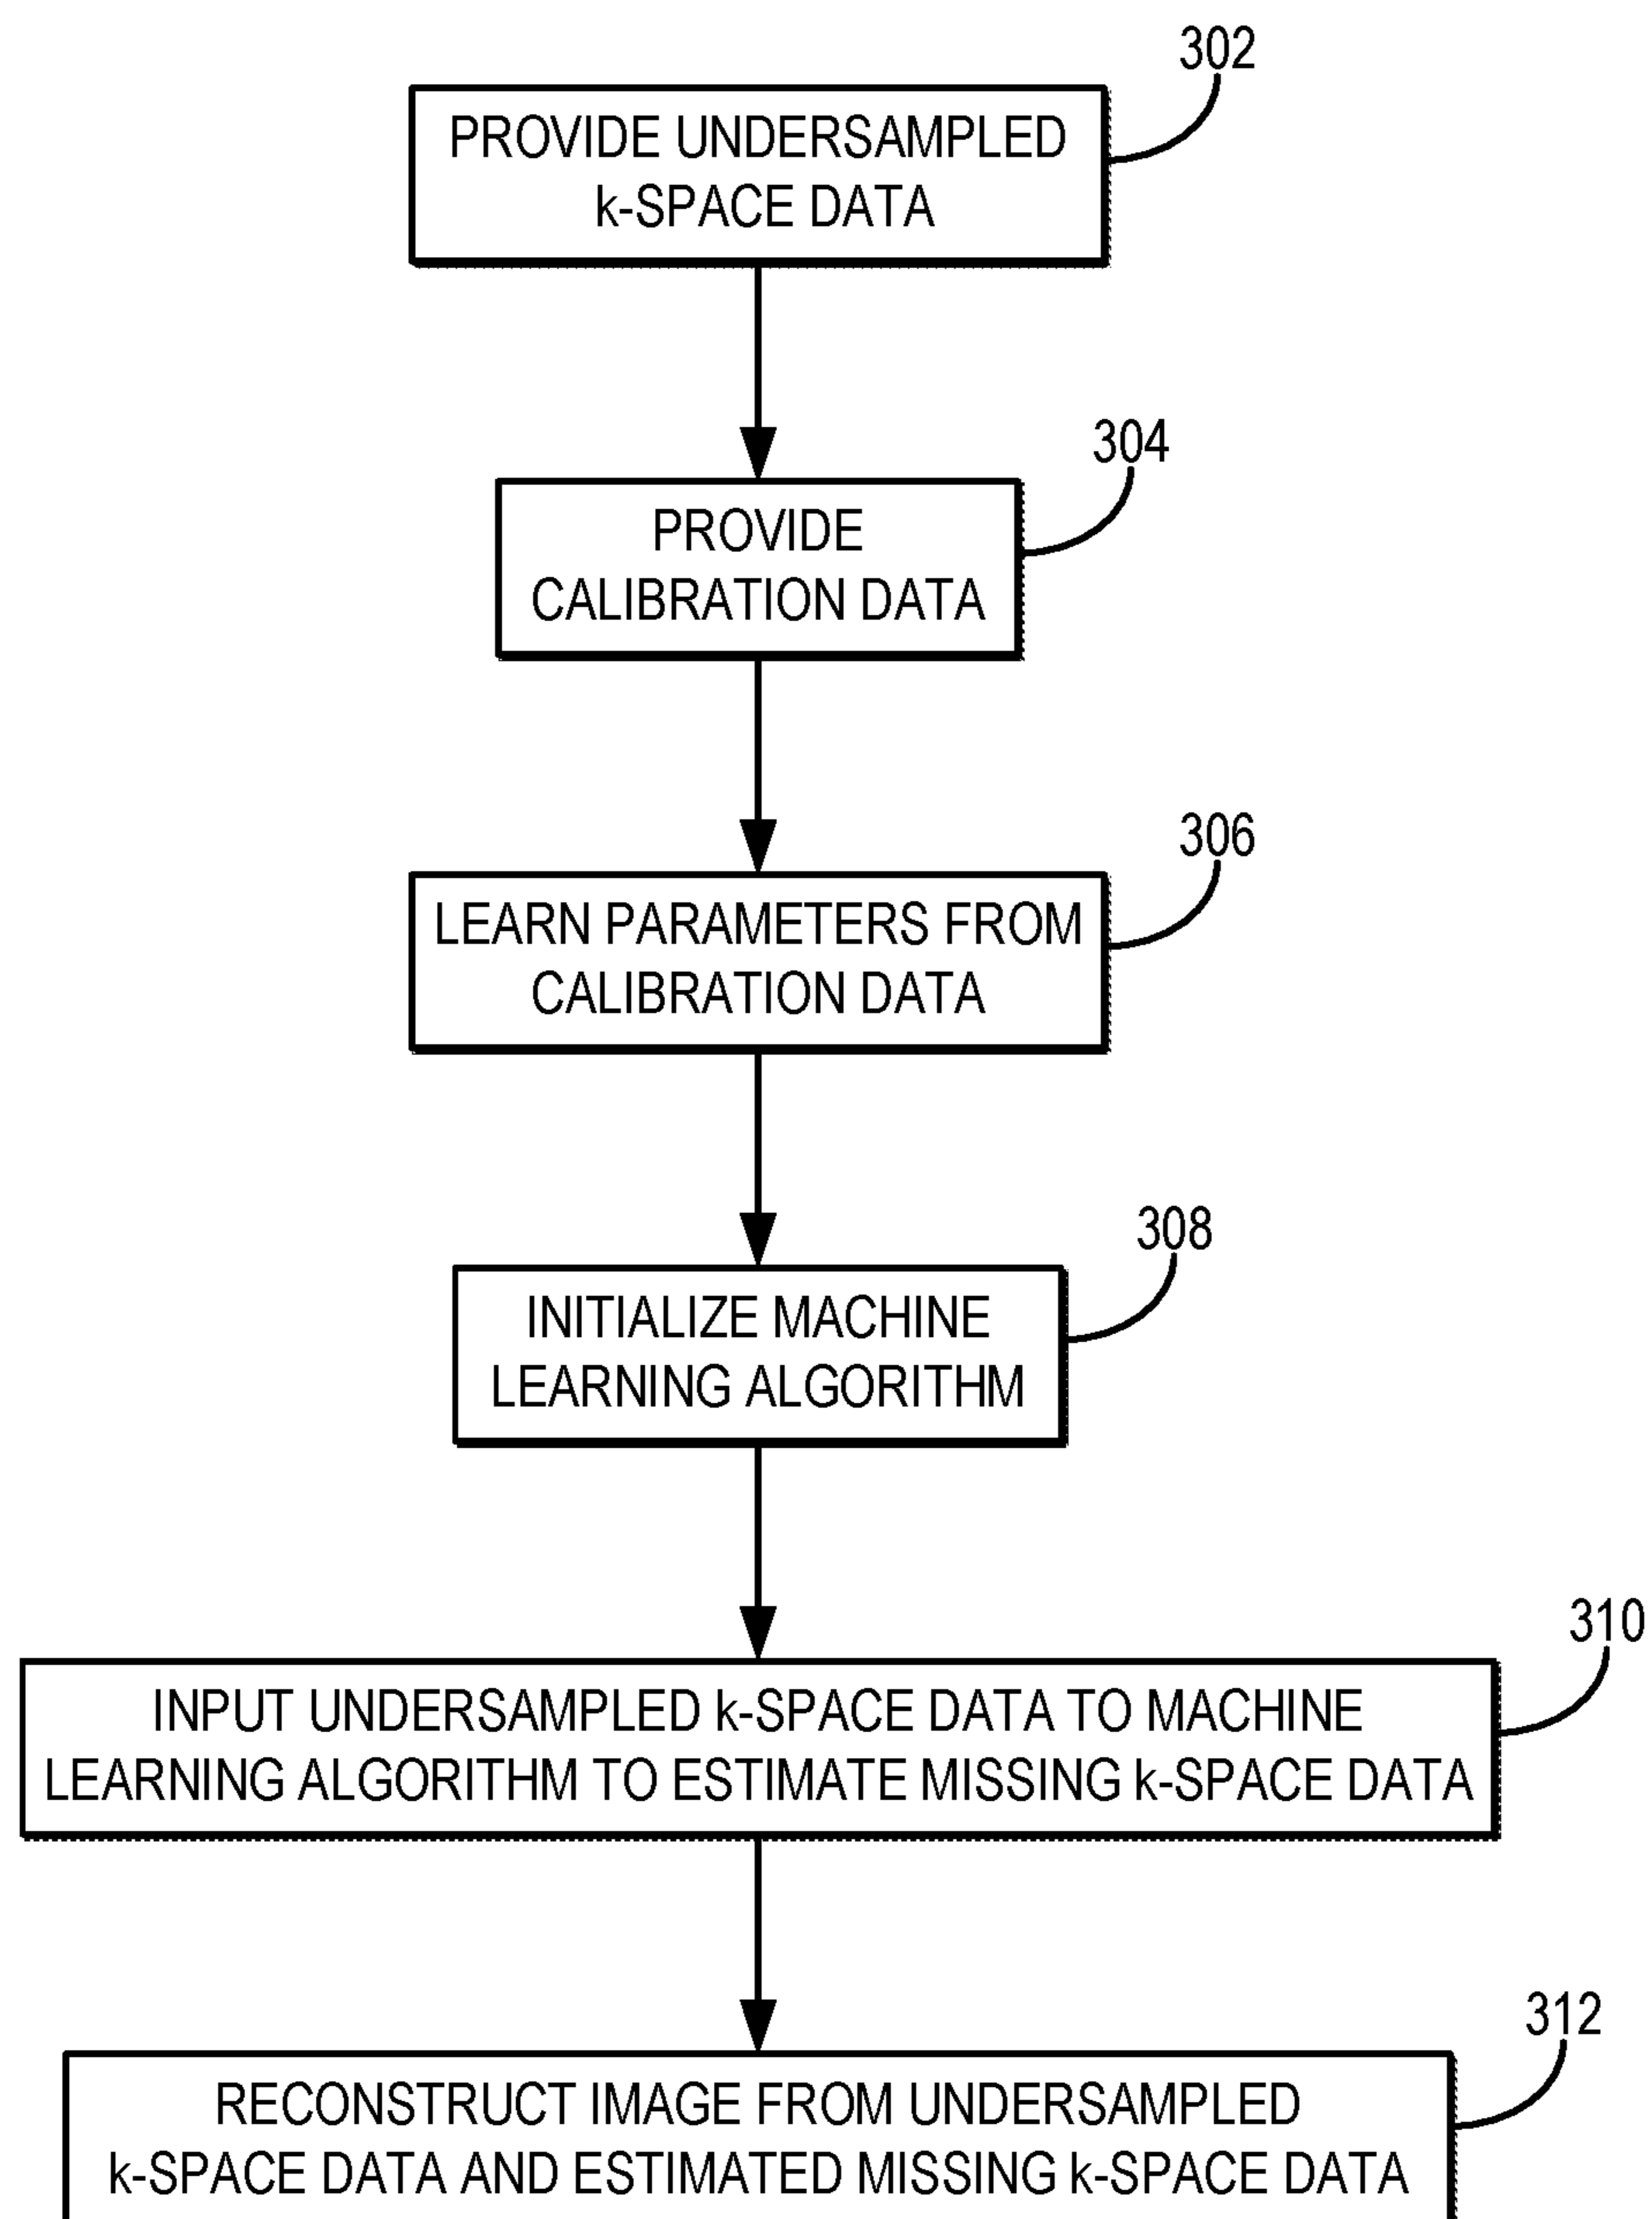 302
PROVIDE UNDERSAMPLED
k-SPACE DATA
304
PROVIDE
CALIBRATION DATA
306
LEARN PARAMETERS FROM
CALIBRATION DATA
308
INITIALIZE MACHINE
LEARNING ALGORITHM
310
INPUT UNDERSAMPLED k-SPACE DATA TO MACHINE
LEARNING ALGORITHM TO ESTIMATE MISSING k-SPACE DATA
312
RECONSTRUCT IMAGE FROM UNDERSAMPLED
k-SPACE DATA AND ESTIMATED MISSING k-SPACE DATA